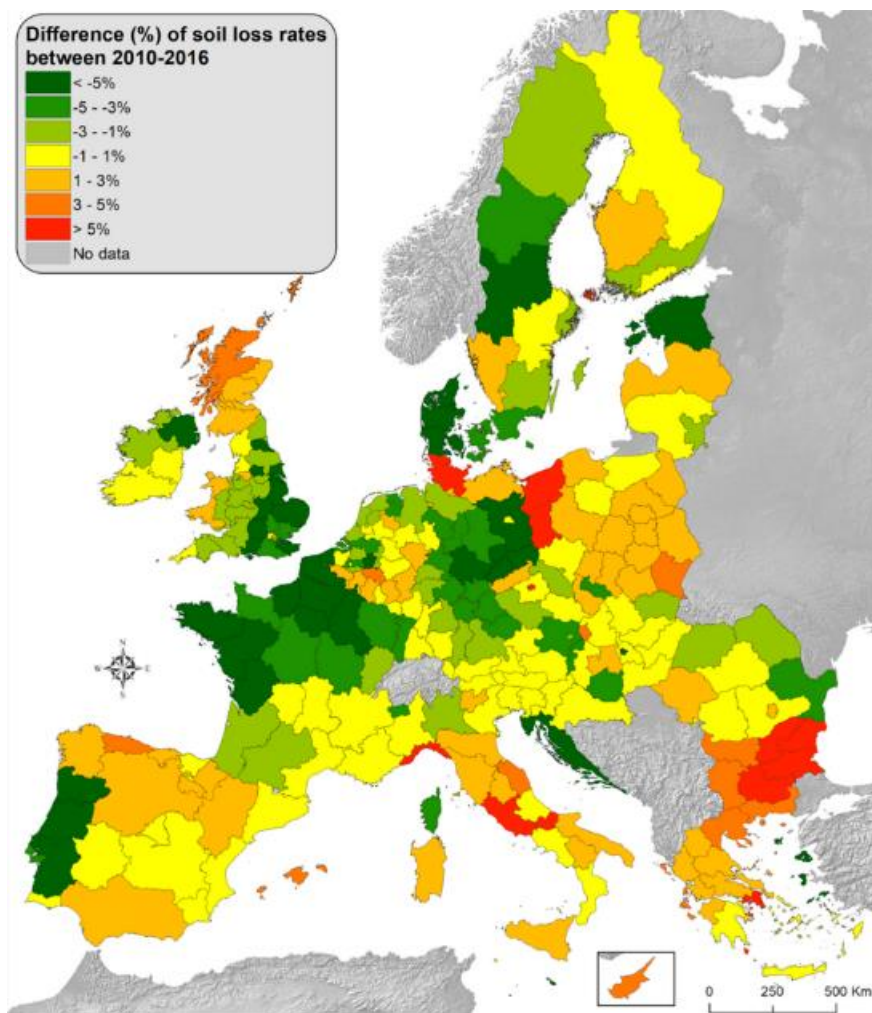 Difference (%) of soil loss rates
between 2010-2016
< -5%
-5 - -3%
-3 - -1%
-1 - 1%
1 - 3%
3 - 5%
> 5%
No data
N
W E
S
0 250 500 Km